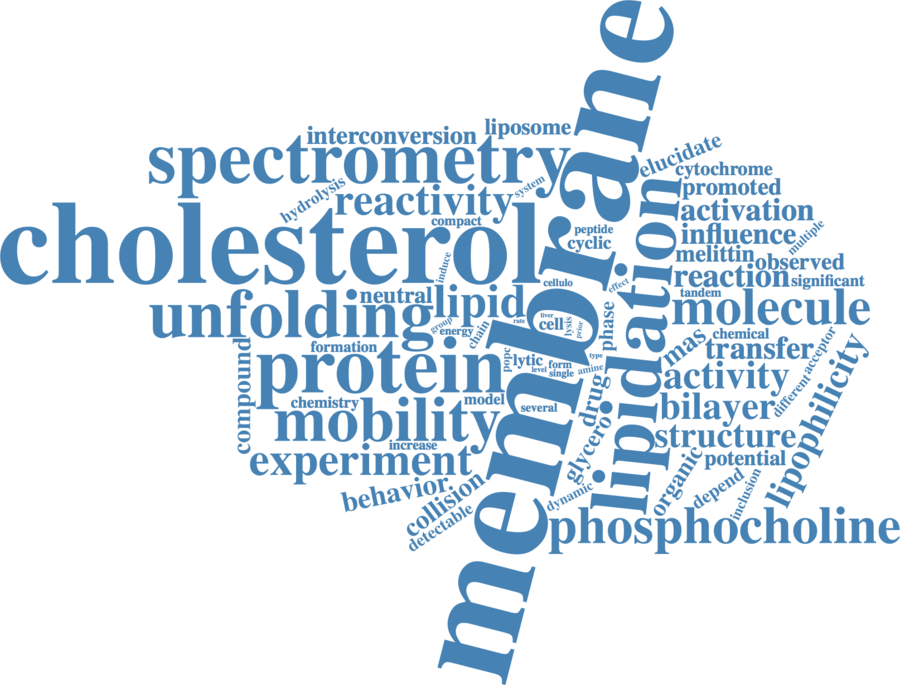 membrane
interconversion
liposome
spectrometry
elucidate
cytochrome
hydrolysis
system
promoted
reactivity
activation
compact
peptide
influence
multiple
cholesterol
cyclic
melittin
observed
induce
reaction
significant
cellulo
effect
lipidation
neutral
lipid
tandem
unfolding
molecule
group
energy
chain
rate
liver
cell
lysis
prior
phase
chemical
acceptor
formation
mas
transfer
compound
protein
popc
lytic
level
form
single
type
amine
activity
different
lipophilicity
chemistry
model
several
drug
bilayer
mobility
increase
structure
glycero
experiment
potential
organic
depend
behavior
collision
inclusion
detectable
dynamic
phosphocholine